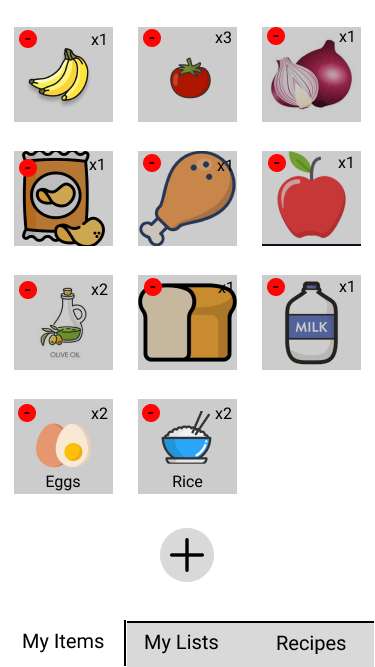 - x1
- x3
- x1
- x1
- x1
- x1
- x2
OLIVE OIL
- x1
- x1
MILK
- x2
Eggs
- x2
Rice
+
My Items
My Lists
Recipes